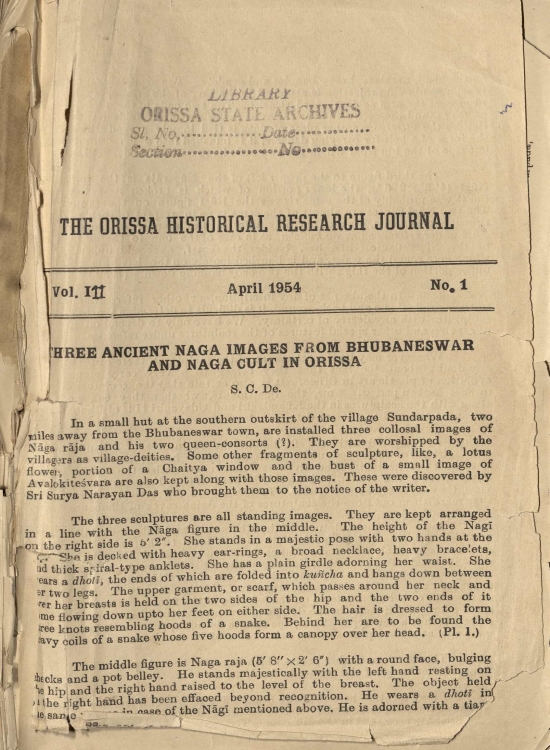 LIBRARY
ORISSA STATE ARCHIVES
Sl. No,..............Date...............
Section.................No...............
THE ORISSA HISTORICAL RESEARCH JOURNAL
Vol. III April 1954 No. 1
HREE ANCIENT NAGA IMAGES FROM BHUBANESWAR
AND NAGA CULT IN ORISSA
S. C. De.
In a small hut at the southern outskirt of the village Sundarpada, two
miles away from the Bhubaneswar town, are installed three collosal images of
Nāga rāja and his two queen-consorts (?). They are worshipped by the
villagers as village-deities. Some other fragments of sculpture, like, a lotus
flower, portion of a Chaitya window and the bust of a small image of
Avalokiteśvara are also kept along with those images. These were discovered by
Sri Surya Narayan Das who brought them to the notice of the writer.
The three sculptures are all standing images. They are kept arranged
in a line with the Nāga figure in the middle. The height of the Nagī
on the right side is 5' 2". She stands in a majestic pose with two hands at the
She is decked with heavy ear-rings, a broad necklace, heavy bracelets,
nd thick spiral-type anklets. She has a plain girdle adorning her waist. She
ears a dhotī, the ends of which are folded into kuñcha and hangs down between
er two legs. The upper garment, or scarf, which passes around her neck and
er her breasts is held on the two sides of the hip and the two ends of it
me flowing down upto her feet on either side. The hair is dressed to form
ree knots resembling hoods of a snake. Behind her are to be found the
eavy coils of a snake whose five hoods form a canopy over her head. (Pl. 1.)
The middle figure is Naga raja (5' 8" × 2' 6") with a round face, bulging
cheeks and a pot belley. He stands majestically with the left hand resting on
he hip and the right hand raised to the level of the breast. The object held
the right hand has been effaced beyond recognition. He wears a dhotī in
e same in case of the Nāgī mentioned above. He is adorned with a tiar